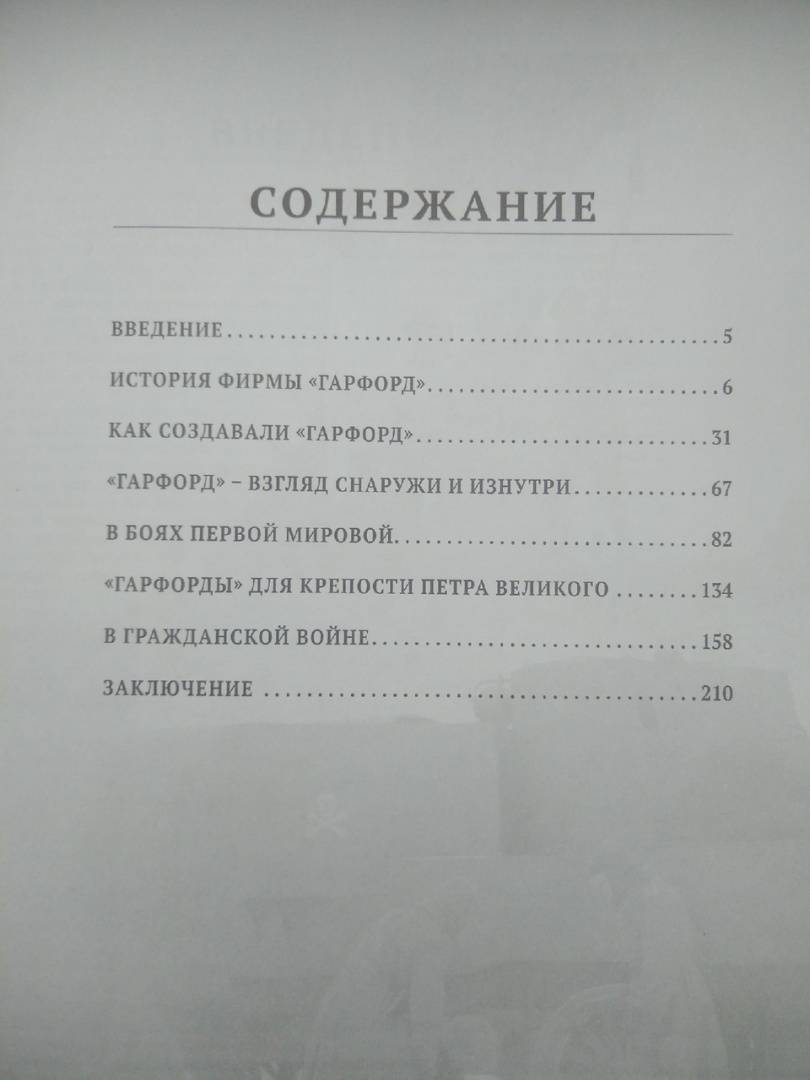 СОДЕРЖАНИЕ
ВВЕДЕНИЕ.....................................5
ИСТОРИЯ ФИРМЫ «ГАРФОРД»......................6
КАК СОЗДАВАЛИ «ГАРФОРД»......................31
«ГАРФОРД» – ВЗГЛЯД СНАРУЖИ И ИЗНУТРИ..........67
В БОЯХ ПЕРВОЙ МИРОВОЙ........................82
«ГАРФОРДЫ» ДЛЯ КРЕПОСТИ ПЕТРА ВЕЛИКОГО ........134
В ГРАЖДАНСКОЙ ВОЙНЕ.........................158
ЗАКЛЮЧЕНИЕ .................................210